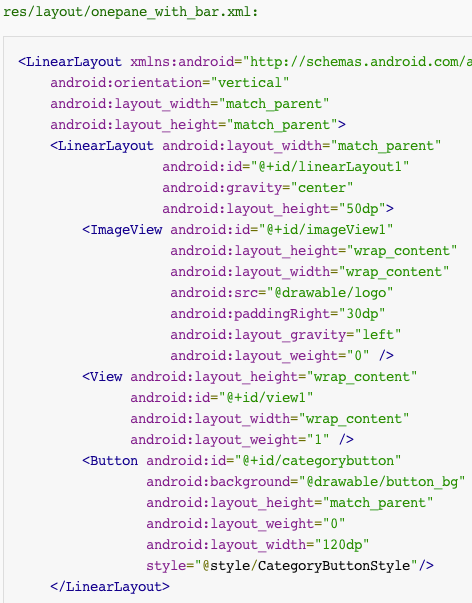 res/layout/onepane_with_bar.xml:
<LinearLayout xmlns:android="http://schemas.android.com/a
    android:orientation="vertical"
    android:layout_width="match_parent"
    android:layout_height="match_parent">
    <LinearLayout android:layout_width="match_parent"
                  android:id="@+id/linearLayout1"
                  android:gravity="center"
                  android:layout_height="50dp">
        <ImageView android:id="@+id/imageView1"
                   android:layout_height="wrap_content"
                   android:layout_width="wrap_content"
                   android:src="@drawable/logo"
                   android:paddingRight="30dp"
                   android:layout_gravity="left"
                   android:layout_weight="0" />
        <View android:layout_height="wrap_content"
              android:id="@+id/view1"
              android:layout_width="wrap_content"
              android:layout_weight="1" />
        <Button android:id="@+id/categorybutton"
                android:background="@drawable/button_bg"
                android:layout_height="match_parent"
                android:layout_weight="0"
                android:layout_width="120dp"
                style="@style/CategoryButtonStyle"/>
    </LinearLayout>